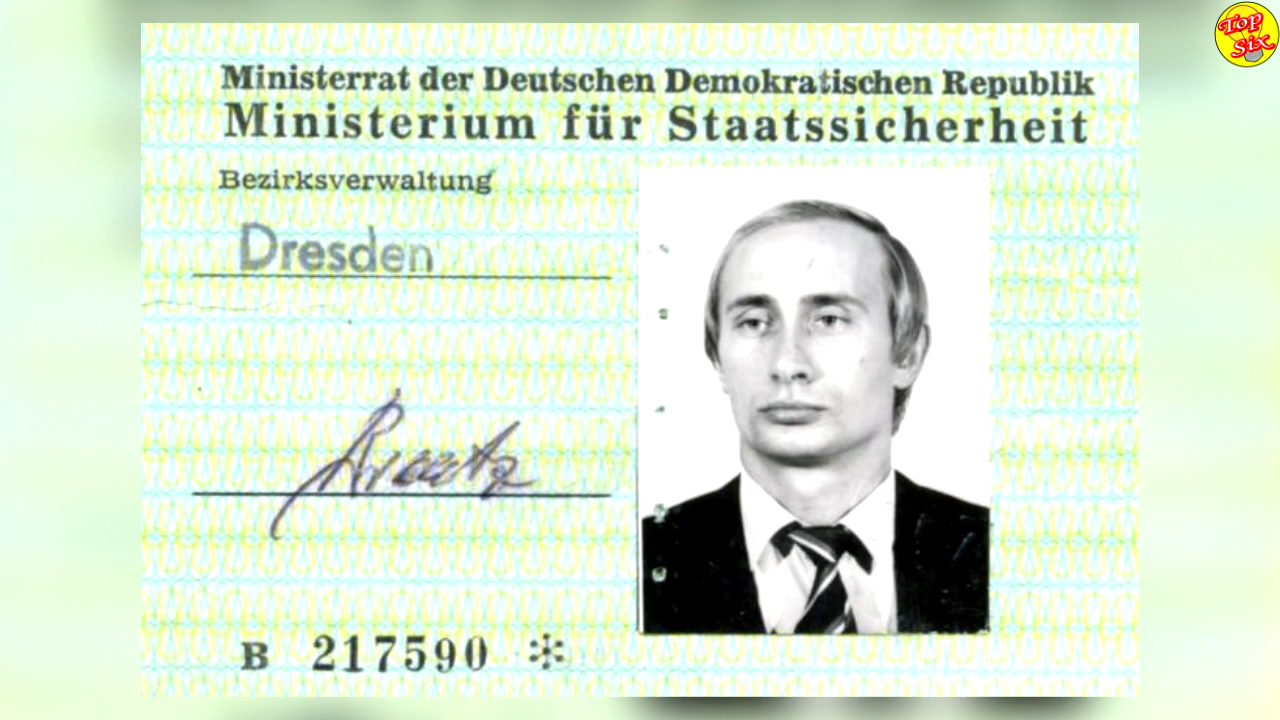 Top
Six
Ministerrat der Deutschen Demokratischen Republik
Ministerium für Staatssicherheit
Bezirksverwaltung
Dresden
B 217590 *